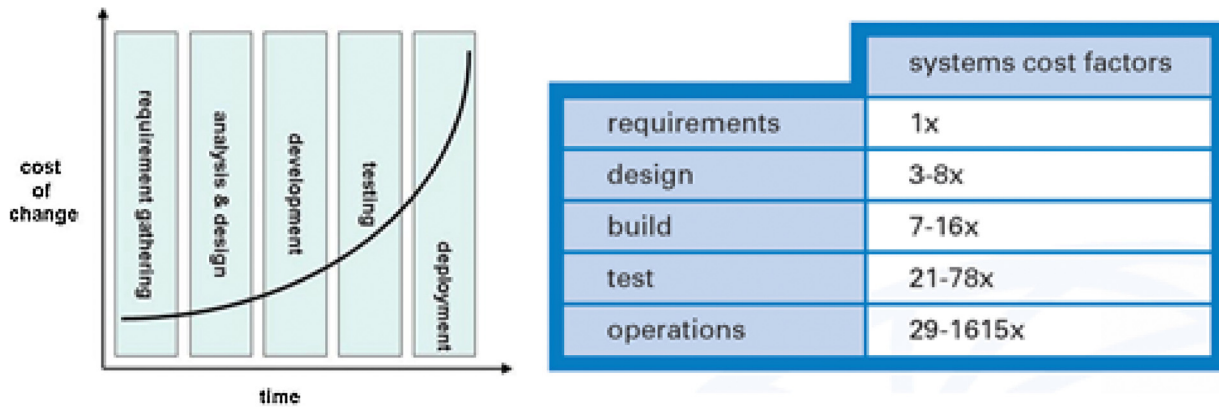 cost
of
change
requirement gathering
analysis & design
development
testing
deployment
time
systems cost factors
requirements 1x
design 3-8x
build 7-16x
test 21-78x
operations 29-1615x